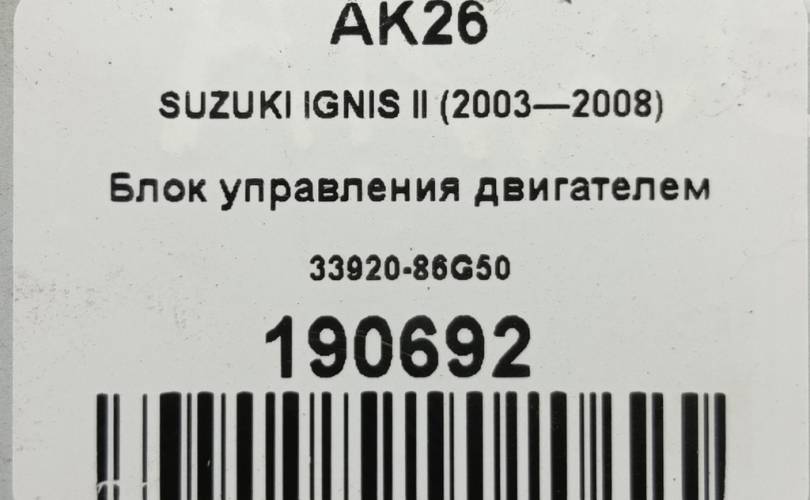 AK26
SUZUKI IGNIS II (2003—2008)
Блок управления двигателем
33920-86G50
190692